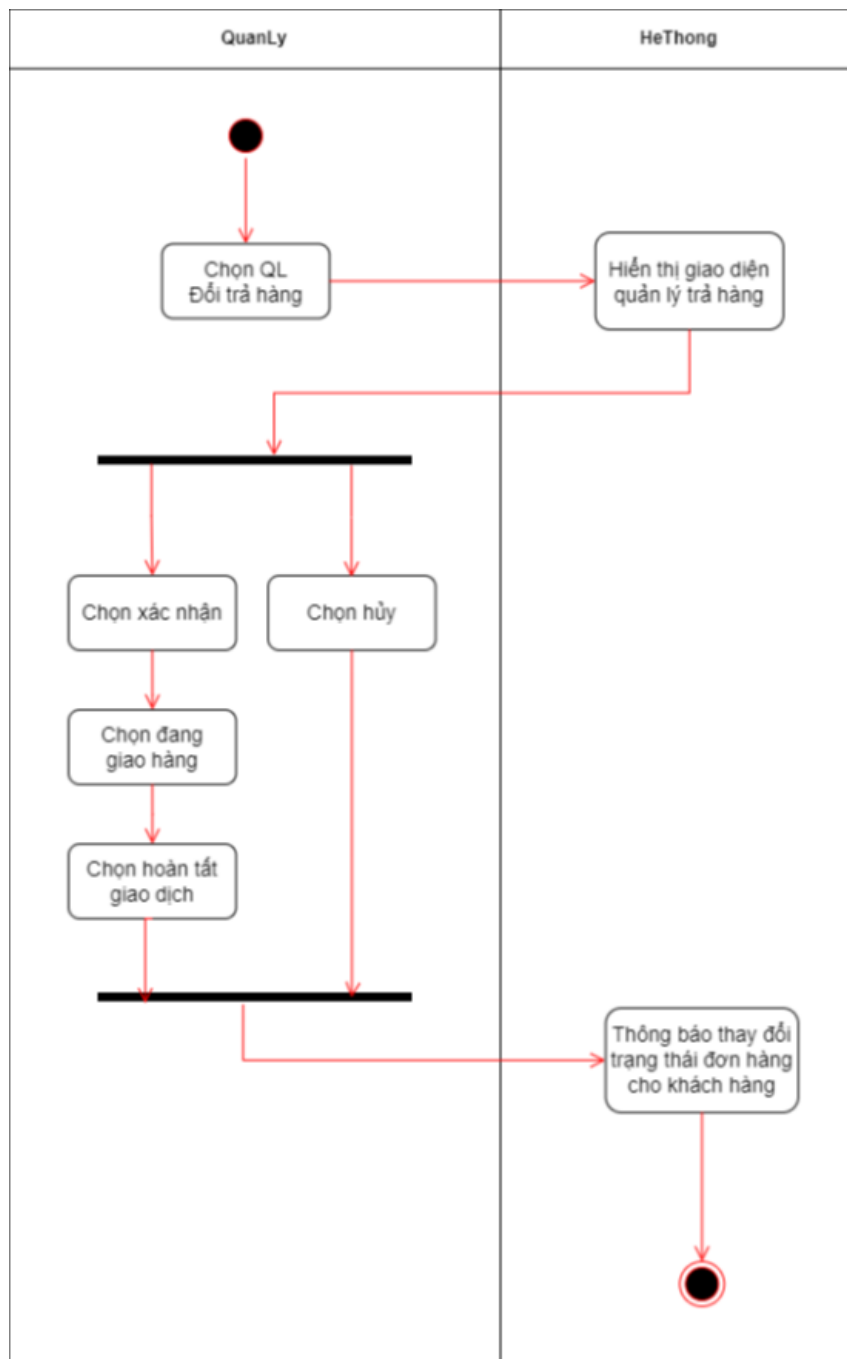 QuanLy
HeThong
Chọn QL
Đổi trả hàng
Hiển thị giao diện
quản lý trả hàng
Chọn xác nhận
Chọn hủy
Chọn đang
giao hàng
Chọn hoàn tất
giao dịch
Thông báo thay đổi
trạng thái đơn hàng
cho khách hàng